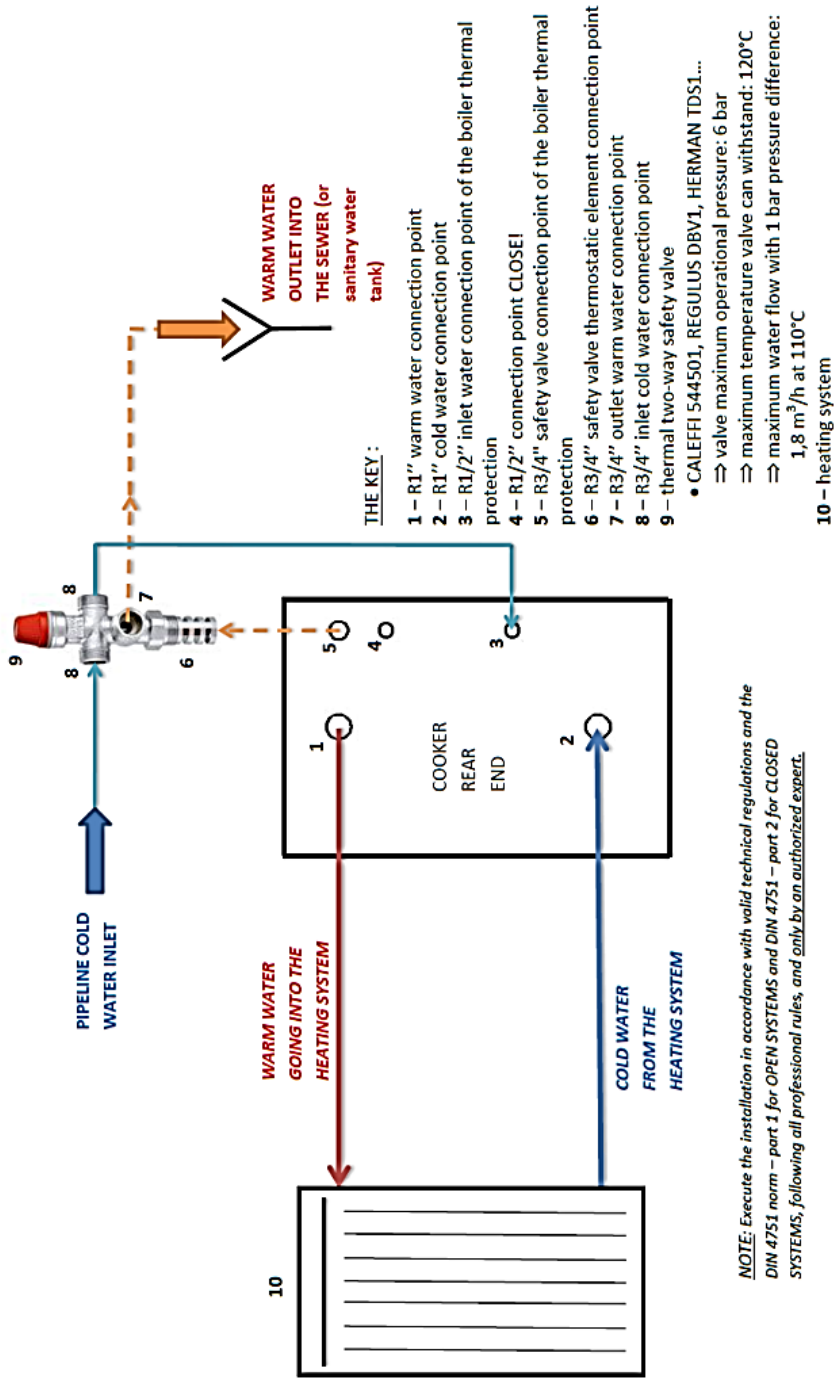 PIPELINE COLD
WATER INLET
9
8
8
7
6
WARM WATER
OUTLET INTO
THE SEWER (or
sanitary water
tank)
10
WARM WATER
GOING INTO THE
HEATING SYSTEM
COLD WATER
FROM THE
HEATING SYSTEM
1
2
COOKER
REAR
END
5
4
3
THE KEY :
1 – R1" warm water connection point
2 – R1" cold water connection point
3 – R1/2" inlet water connection point of the boiler thermal
protection
4 – R1/2" connection point CLOSE!
5 – R3/4" safety valve connection point of the boiler thermal
protection
6 – R3/4" safety valve thermostatic element connection point
7 – R3/4" outlet warm water connection point
8 – R3/4" inlet cold water connection point
9 – thermal two-way safety valve
• CALEFFI 544501, REGULUS DBV1, HERMAN TDS1...
⇒ valve maximum operational pressure: 6 bar
⇒ maximum temperature valve can withstand: 120°C
⇒ maximum water flow with 1 bar pressure difference:
1,8 m³/h at 110°C
10 – heating system
NOTE: Execute the installation in accordance with valid technical regulations and the
DIN 4751 norm – part 1 for OPEN SYSTEMS and DIN 4751 – part 2 for CLOSED
SYSTEMS, following all professional rules, and only by an authorized expert.